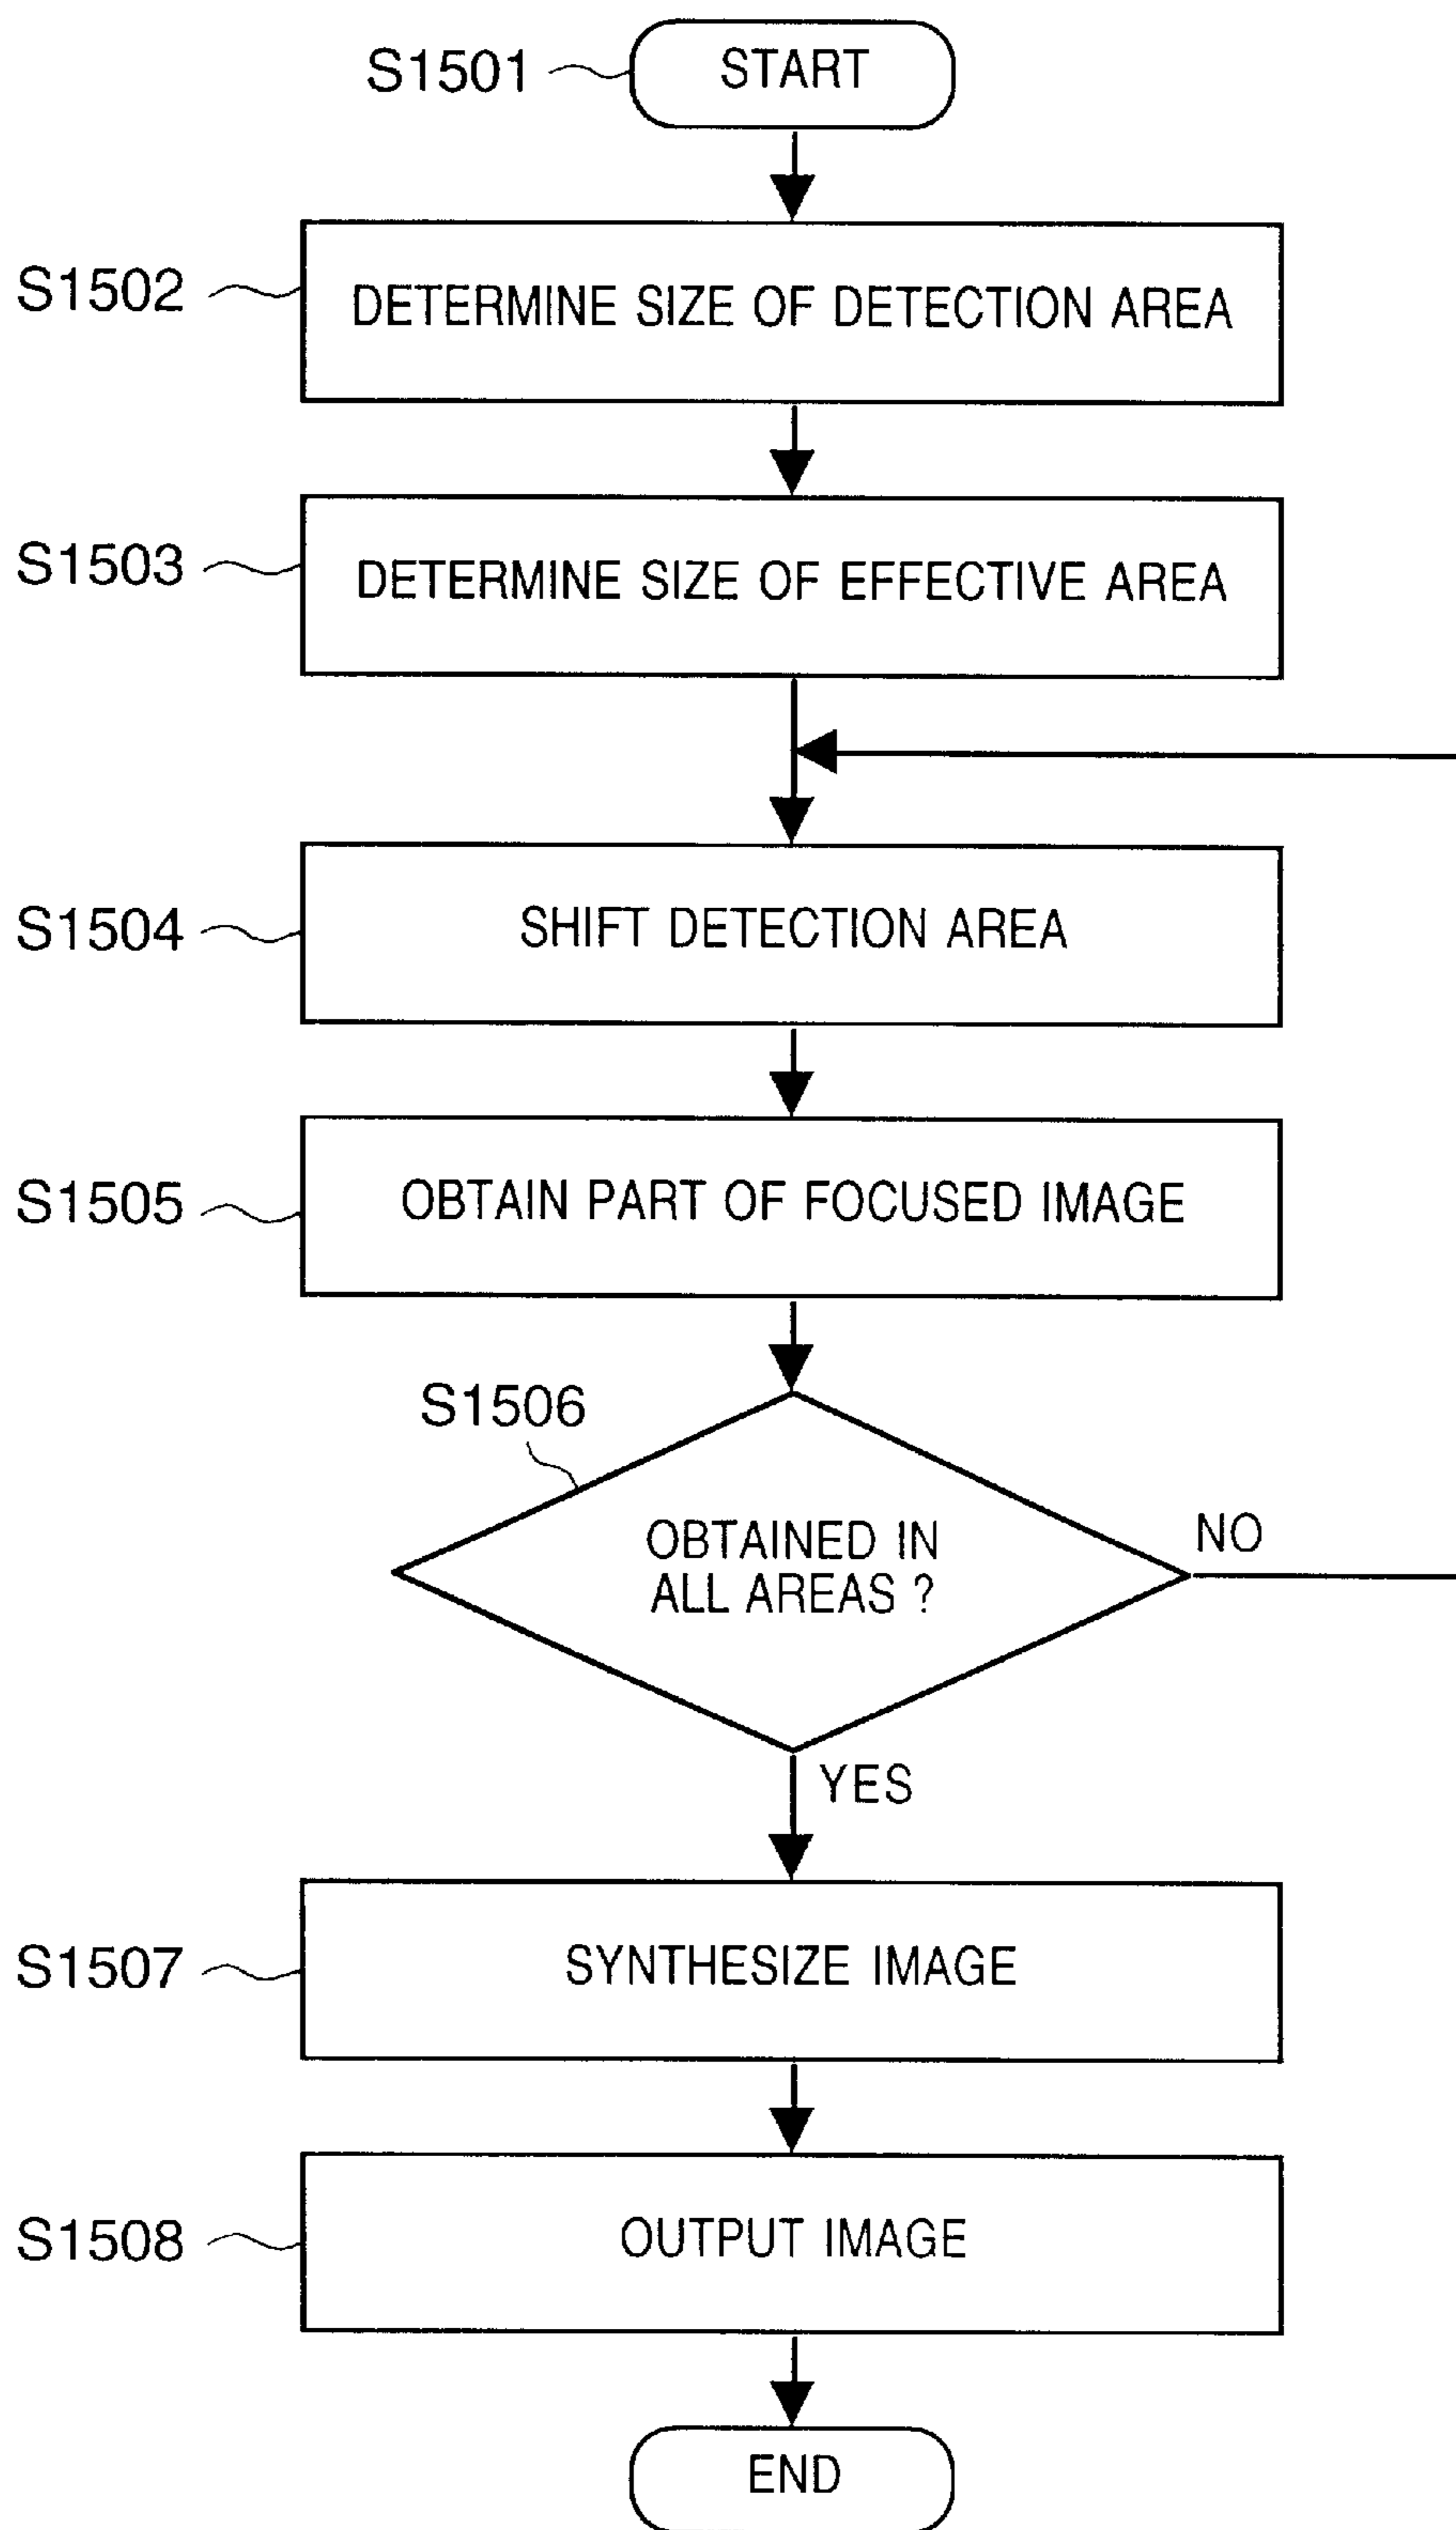 S1501
START
S1502
DETERMINE SIZE OF DETECTION AREA
S1503
DETERMINE SIZE OF EFFECTIVE AREA
S1504
SHIFT DETECTION AREA
S1505
OBTAIN PART OF FOCUSED IMAGE
S1506
OBTAINED IN
ALL AREAS ?
NO
YES
S1507
SYNTHESIZE IMAGE
S1508
OUTPUT IMAGE
END